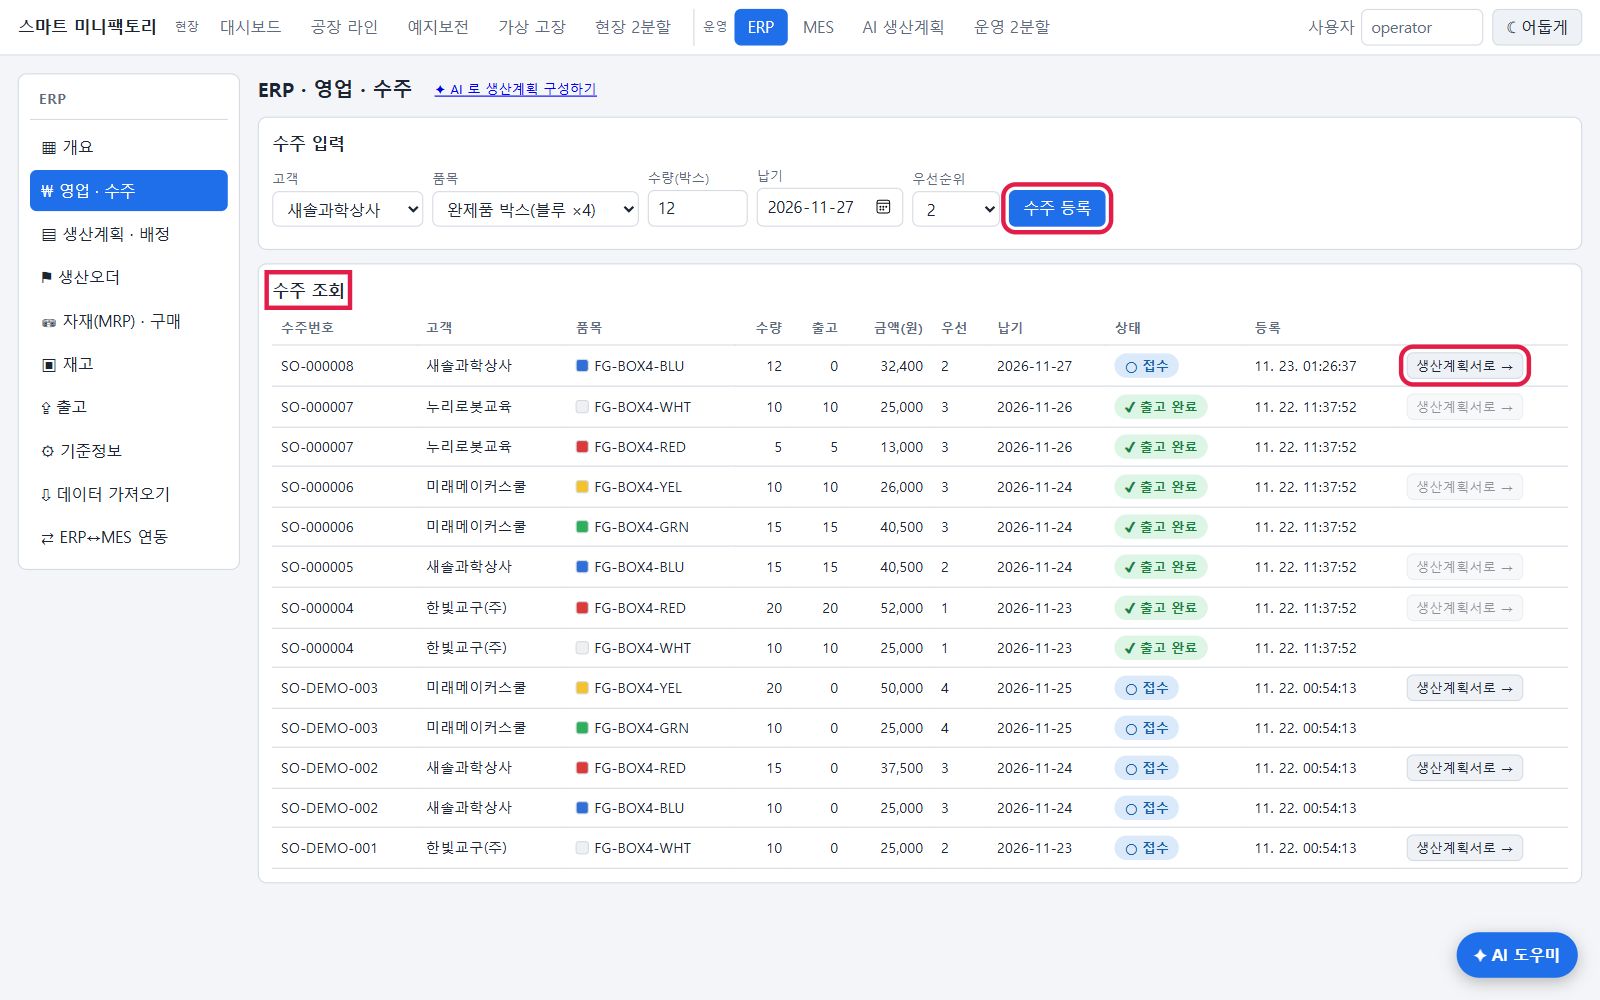 스마트 미니팩토리 현장 대시보드 공장 라인 예지보전 가상 고장 현장 2분할 운영 ERP MES AI 생산계획 운영 2분할 사용자 operator ☾ 어둡게
ERP
▦ 개요
₩ 영업 · 수주
▤ 생산계획 · 배정
⚑ 생산오더
자재(MRP) · 구매
▣ 재고
⇪ 출고
⚙ 기준정보
⇩ 데이터 가져오기
⇄ ERP↔MES 연동
ERP · 영업 · 수주 ✦ AI 로 생산계획 구성하기
수주 입력
고객 품목 수량(박스) 납기 우선순위
새솔과학상사 완제품 박스(블루 ×4) 12 2026-11-27 2 수주 등록
수주 조회
수주번호 고객 품목 수량 출고 금액(원) 우선 납기 상태 등록
SO-000008 새솔과학상사 FG-BOX4-BLU 12 0 32,400 2 2026-11-27 ○ 접수 11. 23. 01:26:37 생산계획서로 →
SO-000007 누리로봇교육 FG-BOX4-WHT 10 10 25,000 3 2026-11-26 ✔ 출고 완료 11. 22. 11:37:52 생산계획서로 →
SO-000007 누리로봇교육 FG-BOX4-RED 5 5 13,000 3 2026-11-26 ✔ 출고 완료 11. 22. 11:37:52
SO-000006 미래메이커스쿨 FG-BOX4-YEL 10 10 26,000 3 2026-11-24 ✔ 출고 완료 11. 22. 11:37:52 생산계획서로 →
SO-000006 미래메이커스쿨 FG-BOX4-GRN 15 15 40,500 3 2026-11-24 ✔ 출고 완료 11. 22. 11:37:52
SO-000005 새솔과학상사 FG-BOX4-BLU 15 15 40,500 2 2026-11-24 ✔ 출고 완료 11. 22. 11:37:52 생산계획서로 →
SO-000004 한빛교구(주) FG-BOX4-RED 20 20 52,000 1 2026-11-23 ✔ 출고 완료 11. 22. 11:37:52 생산계획서로 →
SO-000004 한빛교구(주) FG-BOX4-WHT 10 10 25,000 1 2026-11-23 ✔ 출고 완료 11. 22. 11:37:52
SO-DEMO-003 미래메이커스쿨 FG-BOX4-YEL 20 0 50,000 4 2026-11-25 ○ 접수 11. 22. 00:54:13 생산계획서로 →
SO-DEMO-003 미래메이커스쿨 FG-BOX4-GRN 10 0 25,000 4 2026-11-25 ○ 접수 11. 22. 00:54:13
SO-DEMO-002 새솔과학상사 FG-BOX4-RED 15 0 37,500 3 2026-11-24 ○ 접수 11. 22. 00:54:13 생산계획서로 →
SO-DEMO-002 새솔과학상사 FG-BOX4-BLU 10 0 25,000 3 2026-11-24 ○ 접수 11. 22. 00:54:13
SO-DEMO-001 한빛교구(주) FG-BOX4-WHT 10 0 25,000 2 2026-11-23 ○ 접수 11. 22. 00:54:13 생산계획서로 →
✦ AI 도우미